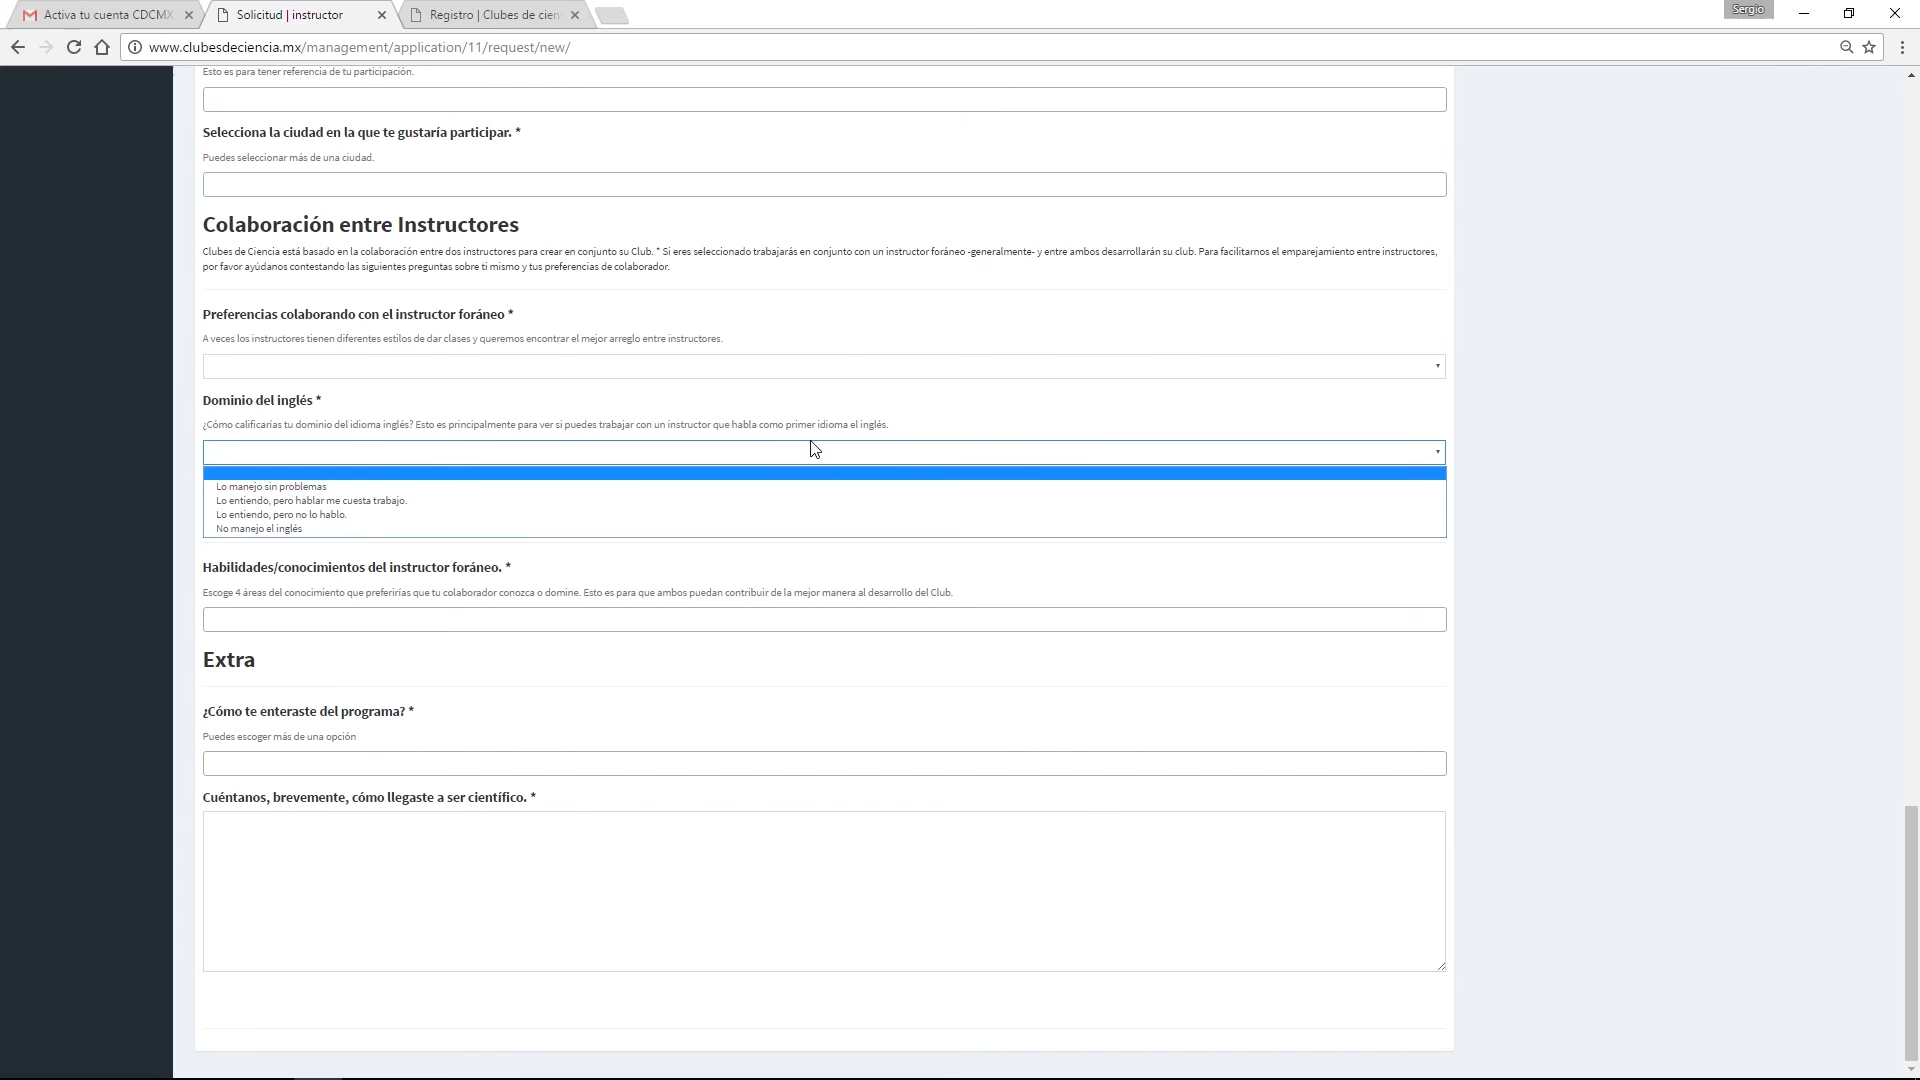 Activa tu cuenta CDCMX
Solicitud | instructor
Registro | Clubes de cien
Sergio
www.clubesdeciencia.mx/management/application/11/request/new/
Esto es para tener referencia de tu participación.
Selecciona la ciudad en la que te gustaría participar. *
Puedes seleccionar más de una ciudad.
Colaboración entre Instructores
Clubes de Ciencia está basado en la colaboración entre dos instructores para crear en conjunto su Club. * Si eres seleccionado trabajarás en conjunto con un instructor foráneo -generalmente- y entre ambos desarrollarán su club. Para facilitarnos el emparejamiento entre instructores,
por favor ayúdanos contestando las siguientes preguntas sobre ti mismo y tus preferencias de colaborador.
Preferencias colaborando con el instructor foráneo *
A veces los instructores tienen diferentes estilos de dar clases y queremos encontrar el mejor arreglo entre instructores.
Dominio del inglés *
¿Cómo calificarías tu dominio del idioma inglés? Esto es principalmente para ver si puedes trabajar con un instructor que habla como primer idioma el inglés.
Lo manejo sin problemas
Lo entiendo, pero hablar me cuesta trabajo.
Lo entiendo, pero no lo hablo.
No manejo el inglés
Habilidades/conocimientos del instructor foráneo. *
Escoge 4 áreas del conocimiento que preferirías que tu colaborador conozca o domine. Esto es para que ambos puedan contribuir de la mejor manera al desarrollo del Club.
Extra
¿Cómo te enteraste del programa? *
Puedes escoger más de una opción
Cuéntanos, brevemente, cómo llegaste a ser científico. *